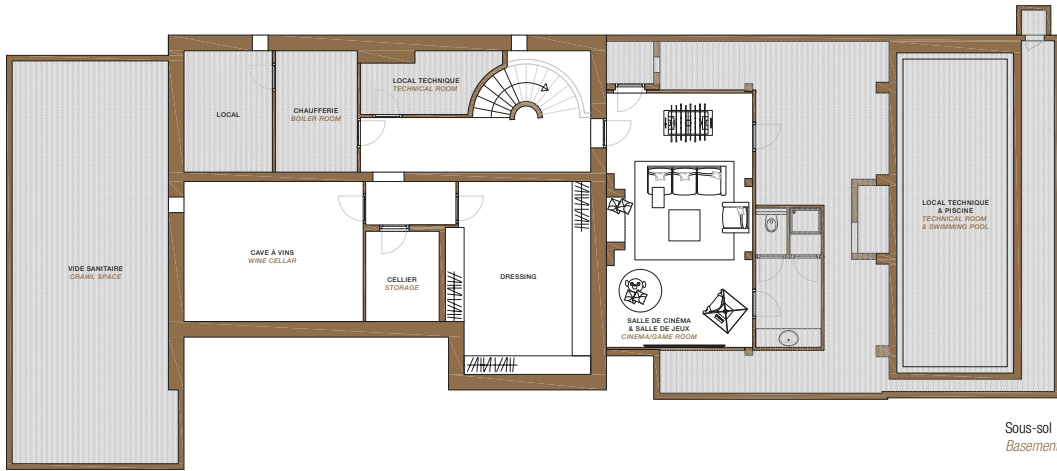 LOCAL TECHNIQUE
TECHNICAL ROOM
LOCAL
CHAUFFERIE
BOILER ROOM
LOCAL TECHNIQUE
& PISCINE
TECHNICAL ROOM
& SWIMMING POOL
CAVE À VINS
WINE CELLAR
VIDE SANITAIRE
CRAWL SPACE
CELLIER
STORAGE
DRESSING
SALLE DE CINÉMA
& SALLE DE JEUX
CINEMA/GAME ROOM
Sous-sol
Basement